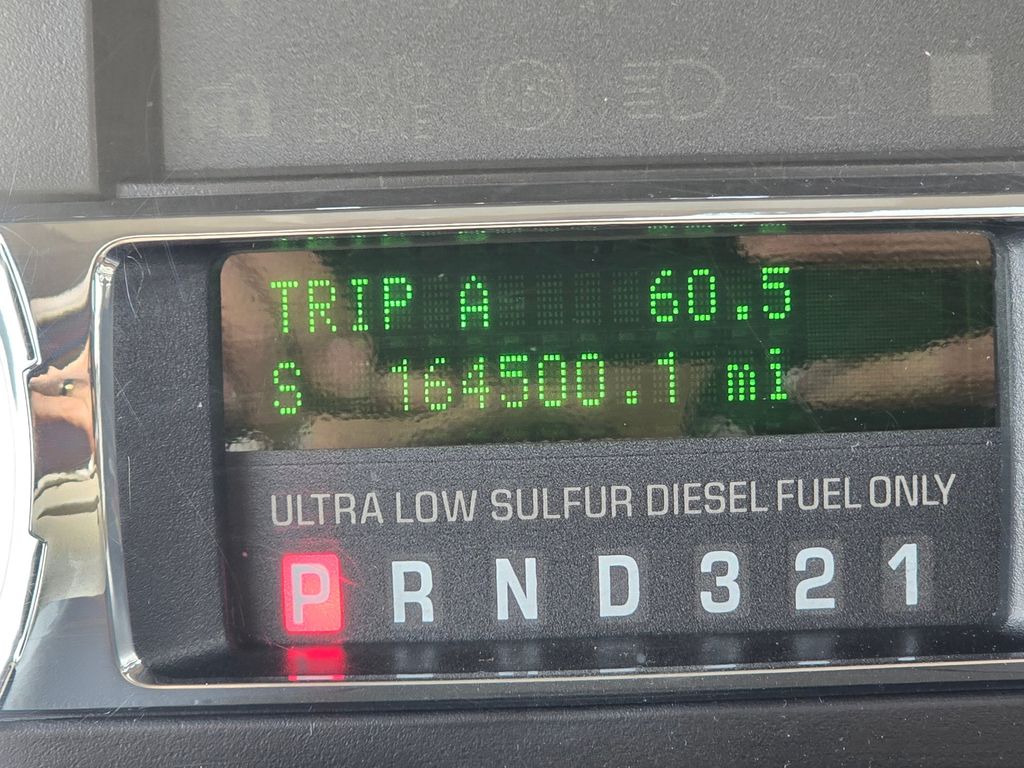 TRIP A 60.5
S 164500.1 mi
ULTRA LOW SULFUR DIESEL FUEL ONLY
P R N D 3 2 1